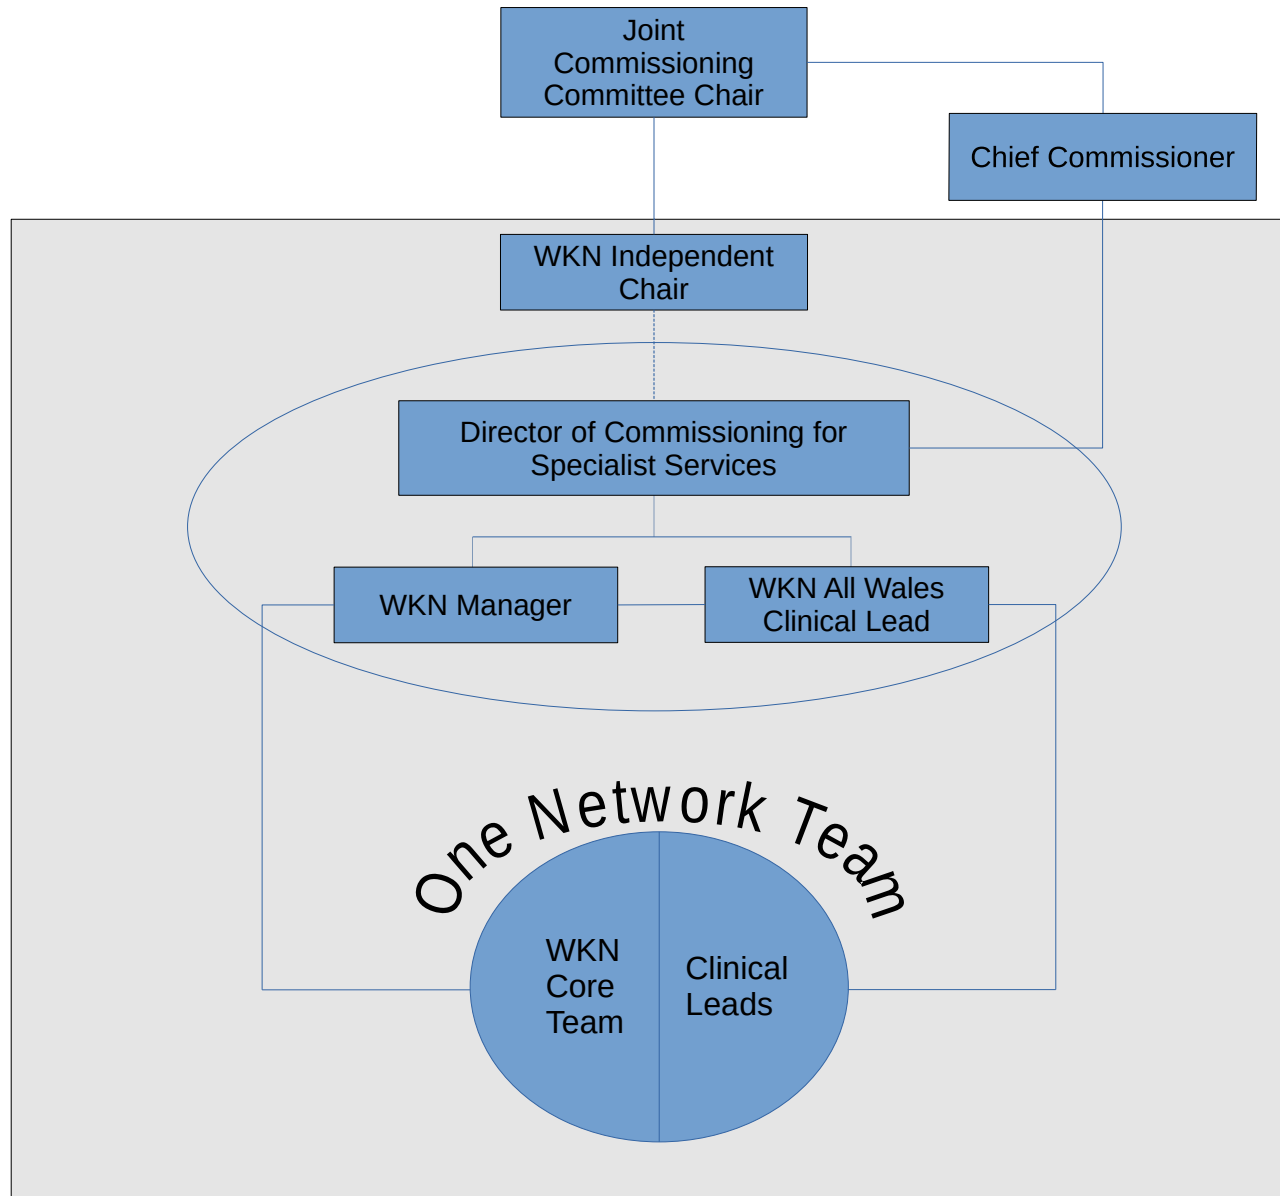 Joint
Commissioning
Committee Chair
Chief Commissioner
WKN Independent
Chair
Director of Commissioning for
Specialist Services
WKN Manager
WKN All Wales
Clinical Lead
One Network Team
WKN
Core
Team
Clinical
Leads